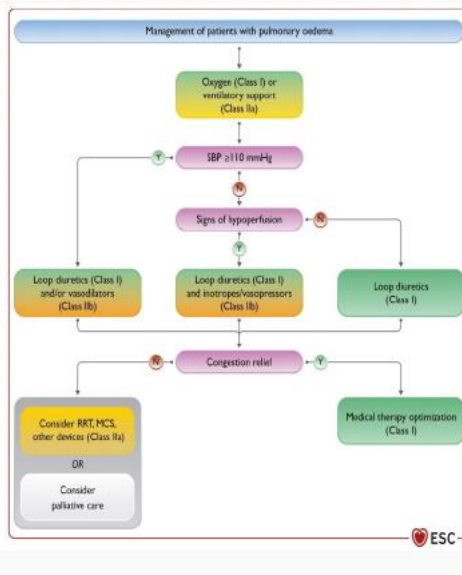 Management of patients with pulmonary oedema
Oxygen (Class I) or
ventilatory support
(Class IIa)
Y
SBP ≥110 mmHg
N
Signs of hypoperfusion
N
Y
Loop diuretics (Class I)
and/or vasodilators
(Class IIb)
Loop diuretics (Class I)
and inotropes/vasopressors
(Class IIb)
Loop diuretics
(Class I)
N
Congestion relief
Y
Consider RRT, MCS,
other devices (Class IIa)
OR
Consider
palliative care
Medical therapy optimization
(Class I)
ESC